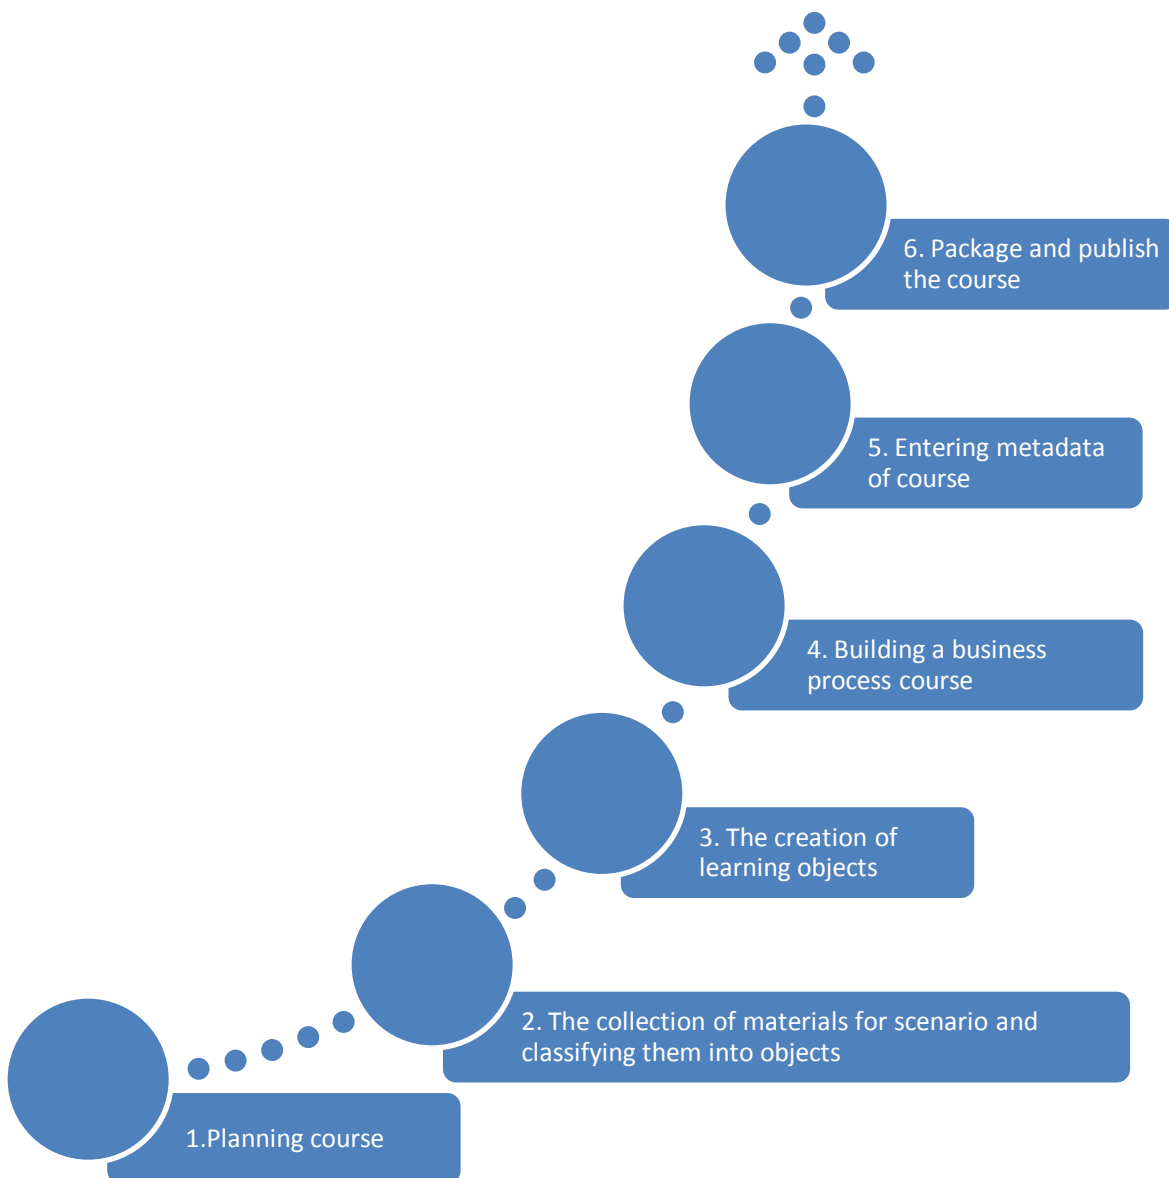 6. Package and publish
the course
5. Entering metadata
of course
4. Building a business
process course
3. The creation of
learning objects
2. The collection of materials for scenario and
classifying them into objects
1.Planning course